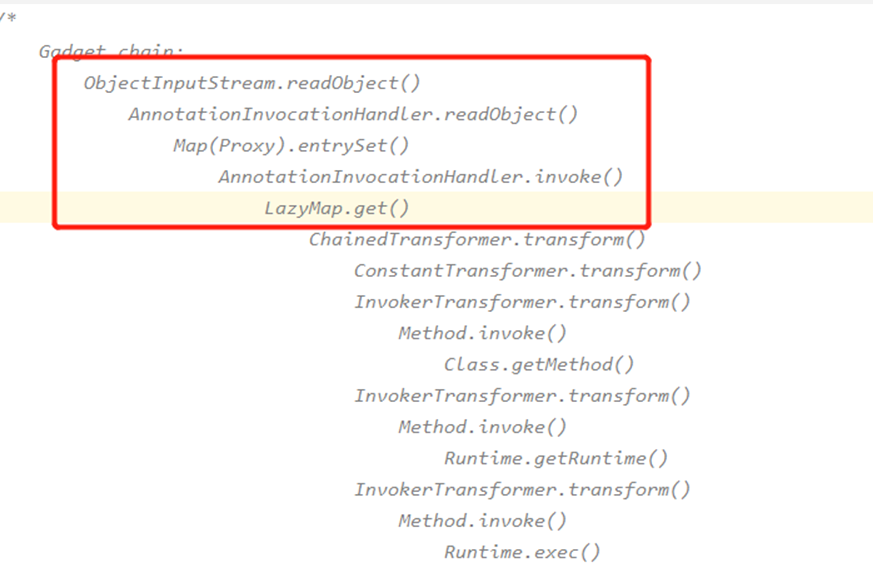 /*
Gadget chain:
ObjectInputStream.readObject()
AnnotationInvocationHandler.readObject()
Map(Proxy).entrySet()
AnnotationInvocationHandler.invoke()
LazyMap.get()
ChainedTransformer.transform()
ConstantTransformer.transform()
InvokerTransformer.transform()
Method.invoke()
Class.getMethod()
InvokerTransformer.transform()
Method.invoke()
Runtime.getRuntime()
InvokerTransformer.transform()
Method.invoke()
Runtime.exec()